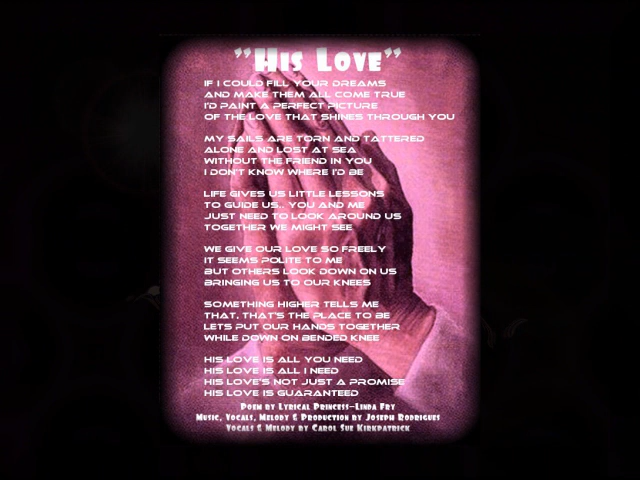 "His Love"
IF I COULD FILL YOUR DREAMS
AND MAKE THEM ALL COME TRUE
I'D PAINT A PERFECT PICTURE
OF THE LOVE THAT SHINES THROUGH YOU
MY SAILS ARE TORN AND TATTERED
ALONE AND LOST AT SEA
WITHOUT THE FRIEND IN YOU
I DON'T KNOW WHERE I'D BE
LIFE GIVES US LITTLE LESSONS
TO GUIDE US.. YOU AND ME
JUST NEED TO LOOK AROUND US
TOGETHER WE MIGHT SEE
WE GIVE OUR LOVE SO FREELY
IT SEEMS POLITE TO ME
BUT OTHERS LOOK DOWN ON US
BRINGING US TO OUR KNEES
SOMETHING HIGHER TELLS ME
THAT, THAT'S THE PLACE TO BE
LETS PUT OUR HANDS TOGETHER
WHILE DOWN ON BENDED KNEE
HIS LOVE IS ALL YOU NEED
HIS LOVE IS ALL I NEED
HIS LOVE'S NOT JUST A PROMISE
HIS LOVE IS GUARANTEED
Poem by Lyrical Princess~Linda Fry
Music, Vocals, Melody & Production by Joseph Rodrigues
Vocals & Melody by Carol Sue Kirkpatrick